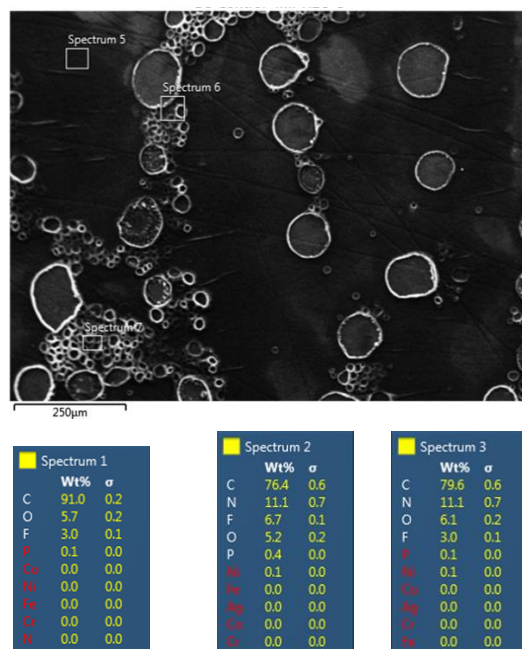 Spectrum 5
Spectrum 6
Spectrum 7
250µm
Spectrum 1
Wt% σ
C 91.0 0.2
O 5.7 0.2
F 3.0 0.1
P 0.1 0.0
Co 0.0 0.0
Ni 0.0 0.0
Fe 0.0 0.0
Cr 0.0 0.0
N 0.0 0.0
Spectrum 2
Wt% σ
C 76.4 0.6
N 11.1 0.7
F 6.7 0.1
O 5.2 0.2
P 0.4 0.0
Ni 0.1 0.0
Fe 0.0 0.0
Ag 0.0 0.0
Co 0.0 0.0
Cr 0.0 0.0
Spectrum 3
Wt% σ
C 79.6 0.6
N 11.1 0.7
O 6.1 0.2
F 3.0 0.1
P 0.1 0.0
Ni 0.1 0.0
Co 0.0 0.0
Ag 0.0 0.0
Cr 0.0 0.0
Fe 0.0 0.0